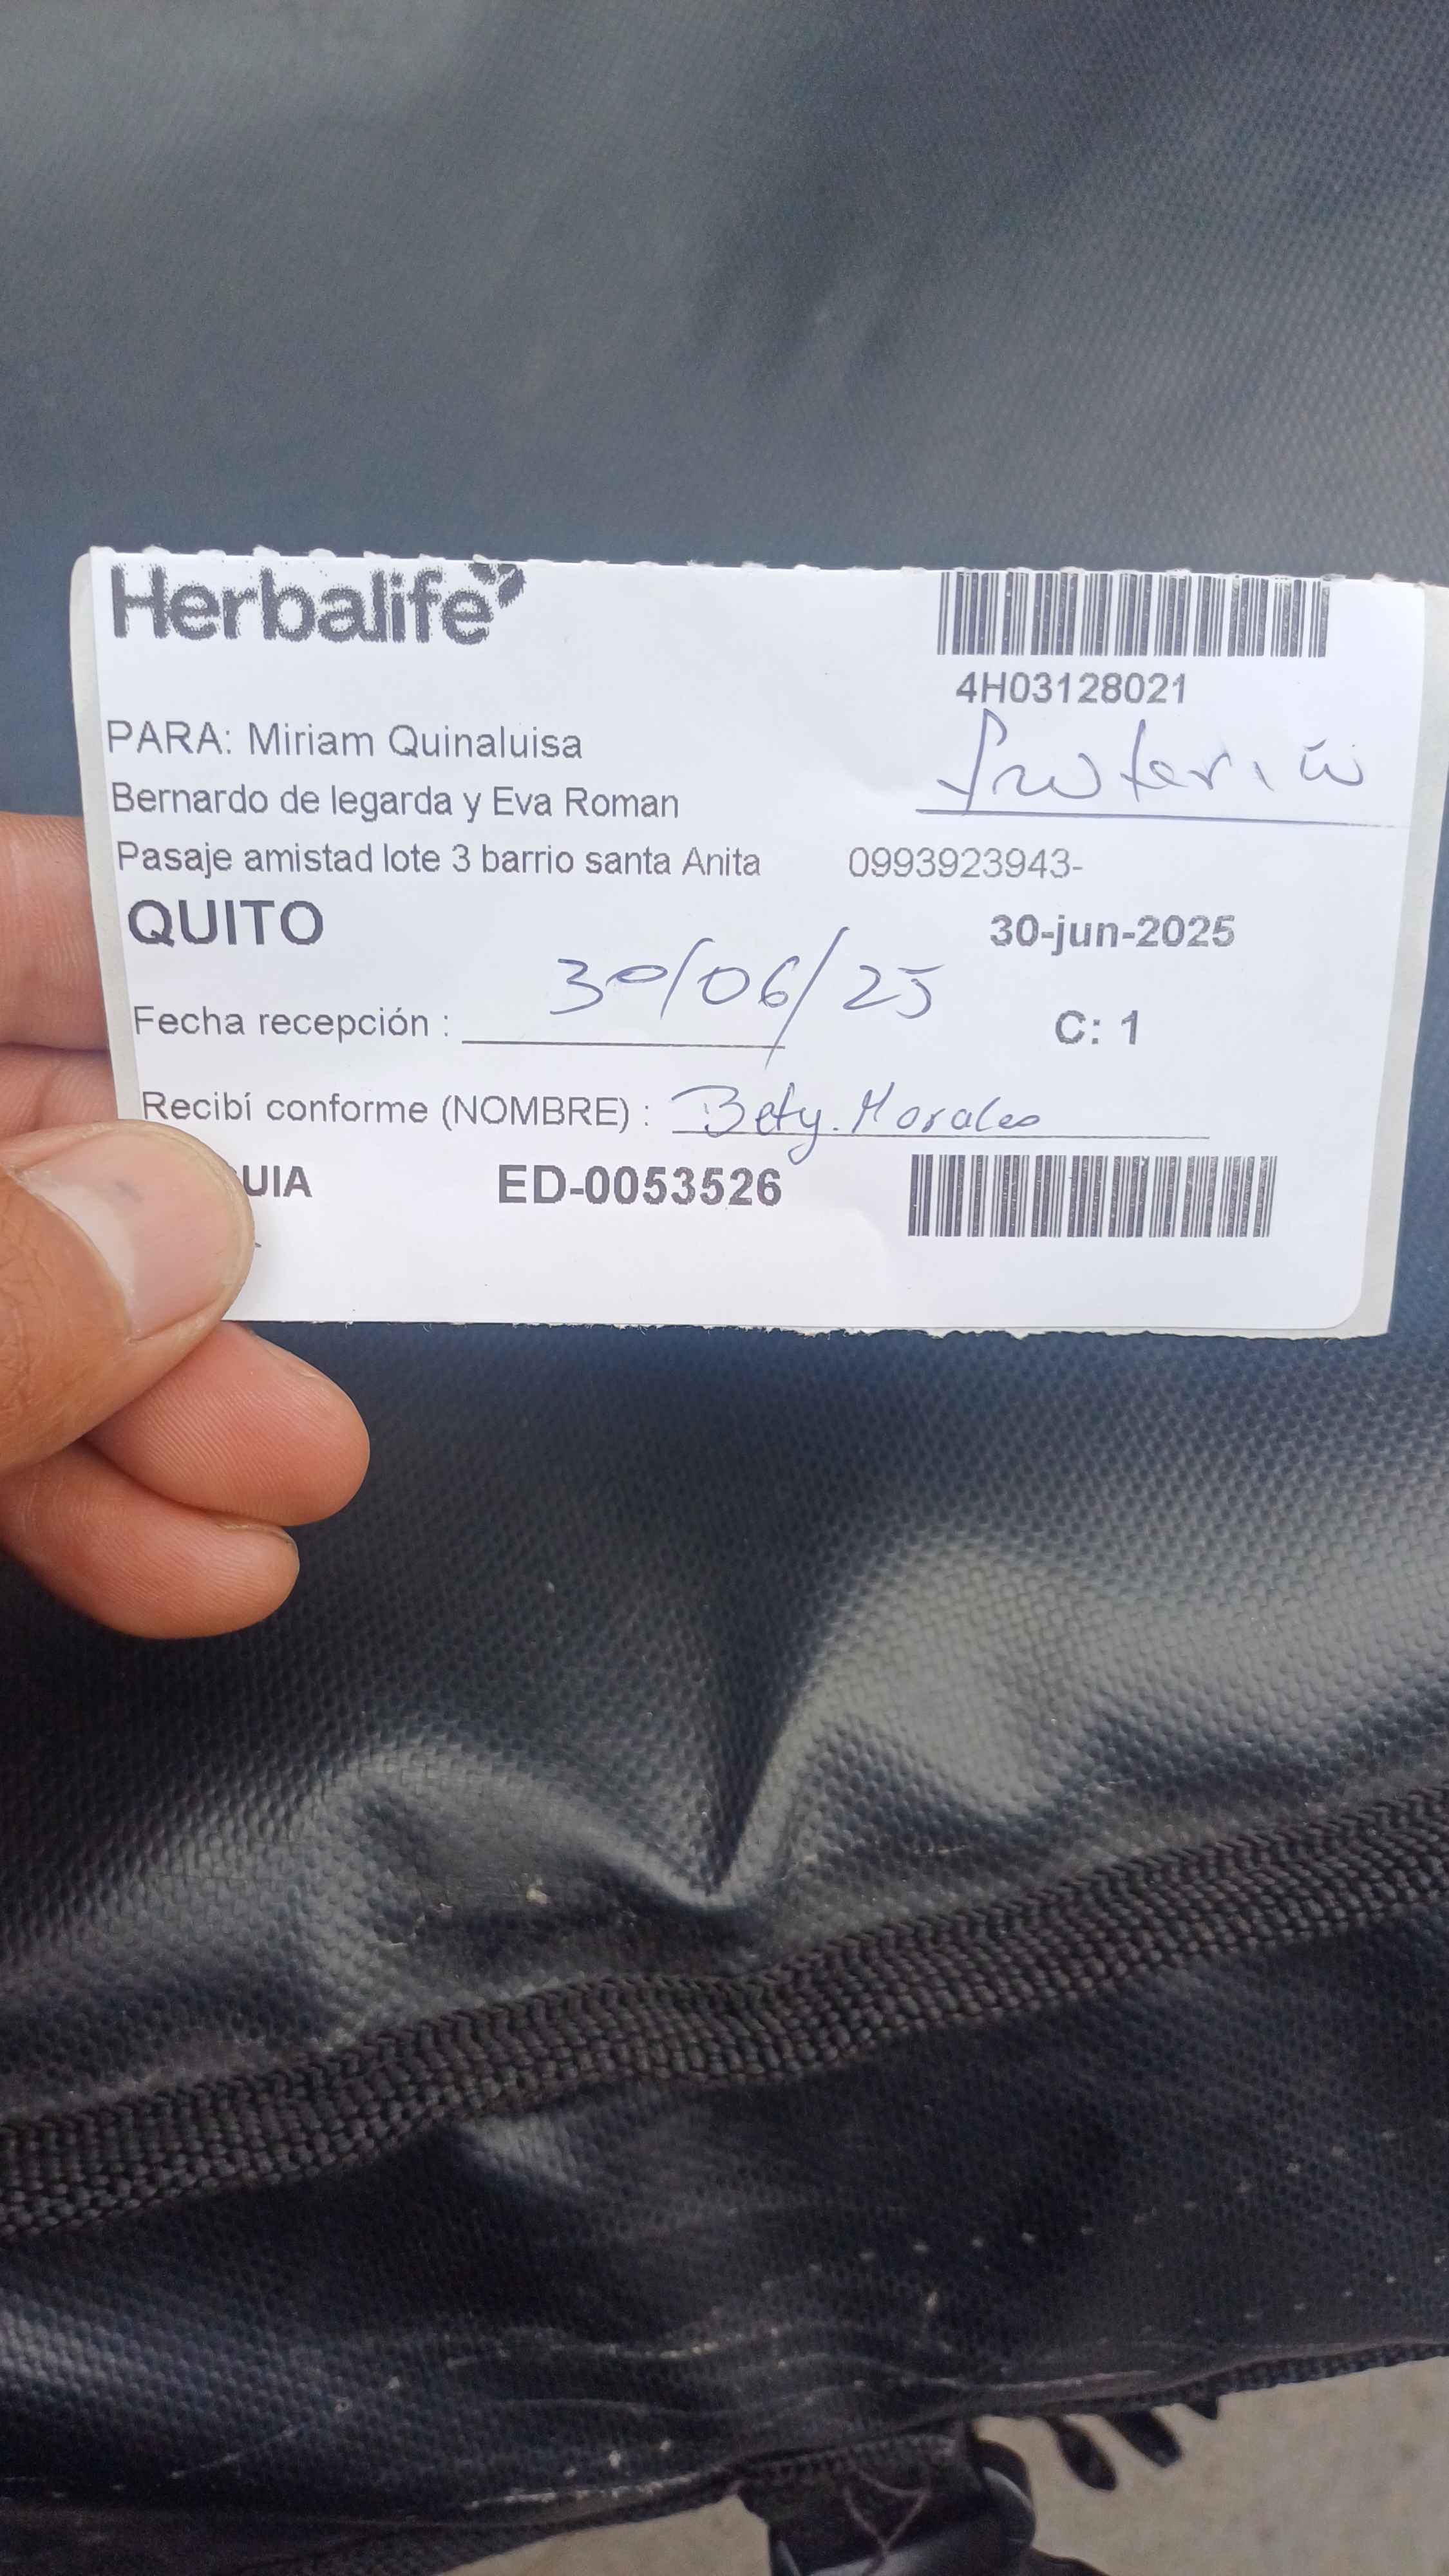 Herbalife
4H03128021
PARA: Miriam Quinaluisa
Bernardo de legarda y Eva Roman
Pasaje amistad lote 3 barrio santa Anita 0993923943-
QUITO 30-jun-2025
Fecha recepción : 30/06/25 C: 1
Recibí conforme (NOMBRE) : Bety. Morales
UIA ED-0053526